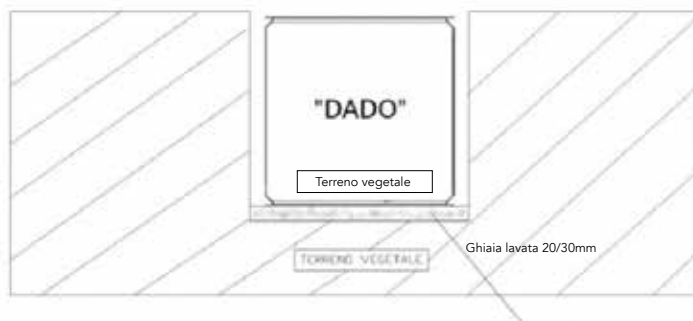 "DADO"
Terreno vegetale
Ghiaia lavata 20/30mm
TERRENO VEGETALE